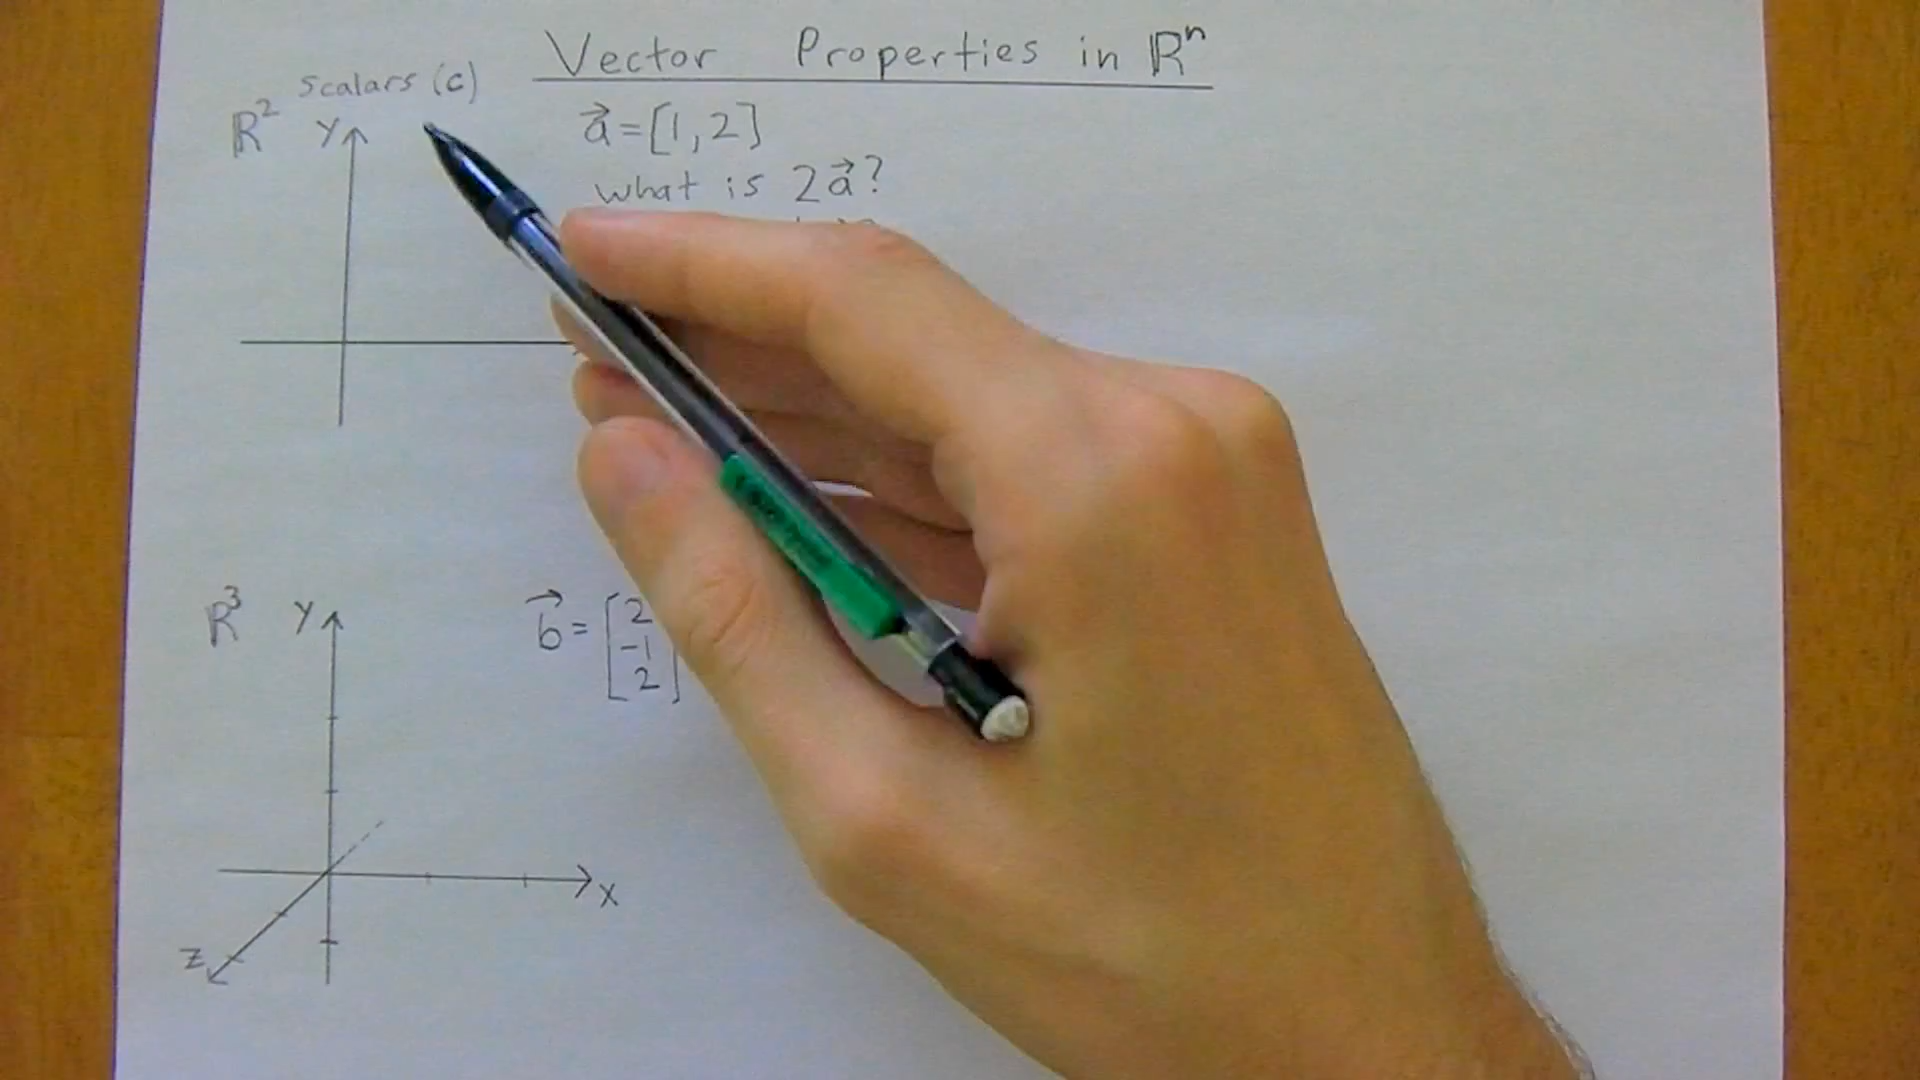 Vector Properties in ℝⁿ
Scalars (c)
ℝ² Y
a⃗ = [1, 2]
what is 2a⃗?
ℝ³ Y
b⃗ = [2
-1
2]
X
Z